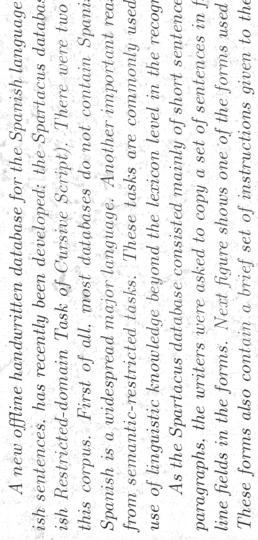 A new offline handwritten database for the Spanish language
ish sentences, has recently been developed: the Spartacus databas
ish Restricted-domain Task of Cursive Script). There were two
this corpus. First of all, most databases do not contain Spani
Spanish is a widespread major language. Another important rea
from semantic-restricted tasks. These tasks are commonly used
use of linguistic knowledge beyond the lexicon level in the recogn
As the Spartacus database consisted mainly of short sentence
paragraphs, the writers were asked to copy a set of sentences in f
line fields in the forms. Next figure shows one of the forms used
These forms also contain a brief set of instructions given to the